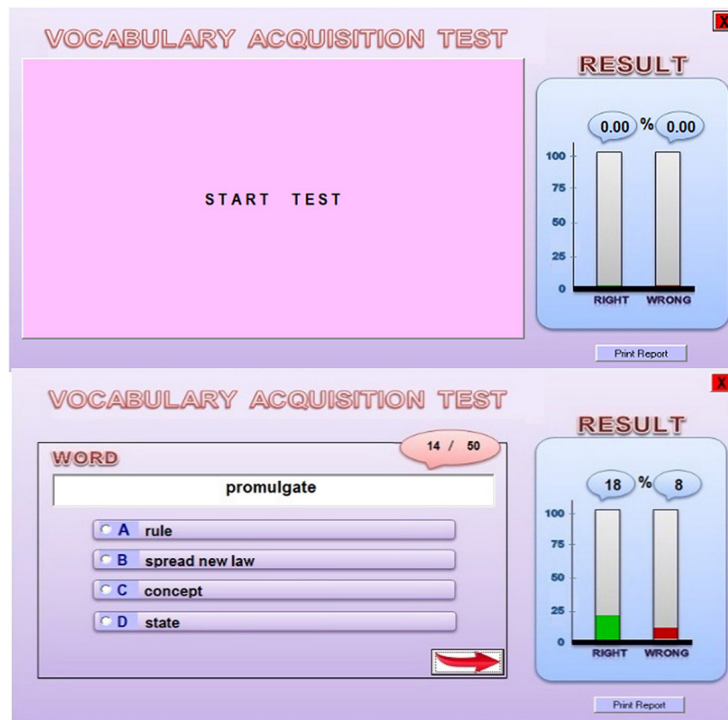 VOCABULARY ACQUISITION TEST
X
RESULT
START TEST
0.00 % 0.00
100
75
50
25
0
RIGHT WRONG
Print Report
VOCABULARY ACQUISITION TEST
X
RESULT
WORD
14 / 50
promulgate
A rule
B spread new law
C concept
D state
18 % 8
100
75
50
25
0
RIGHT WRONG
Print Report